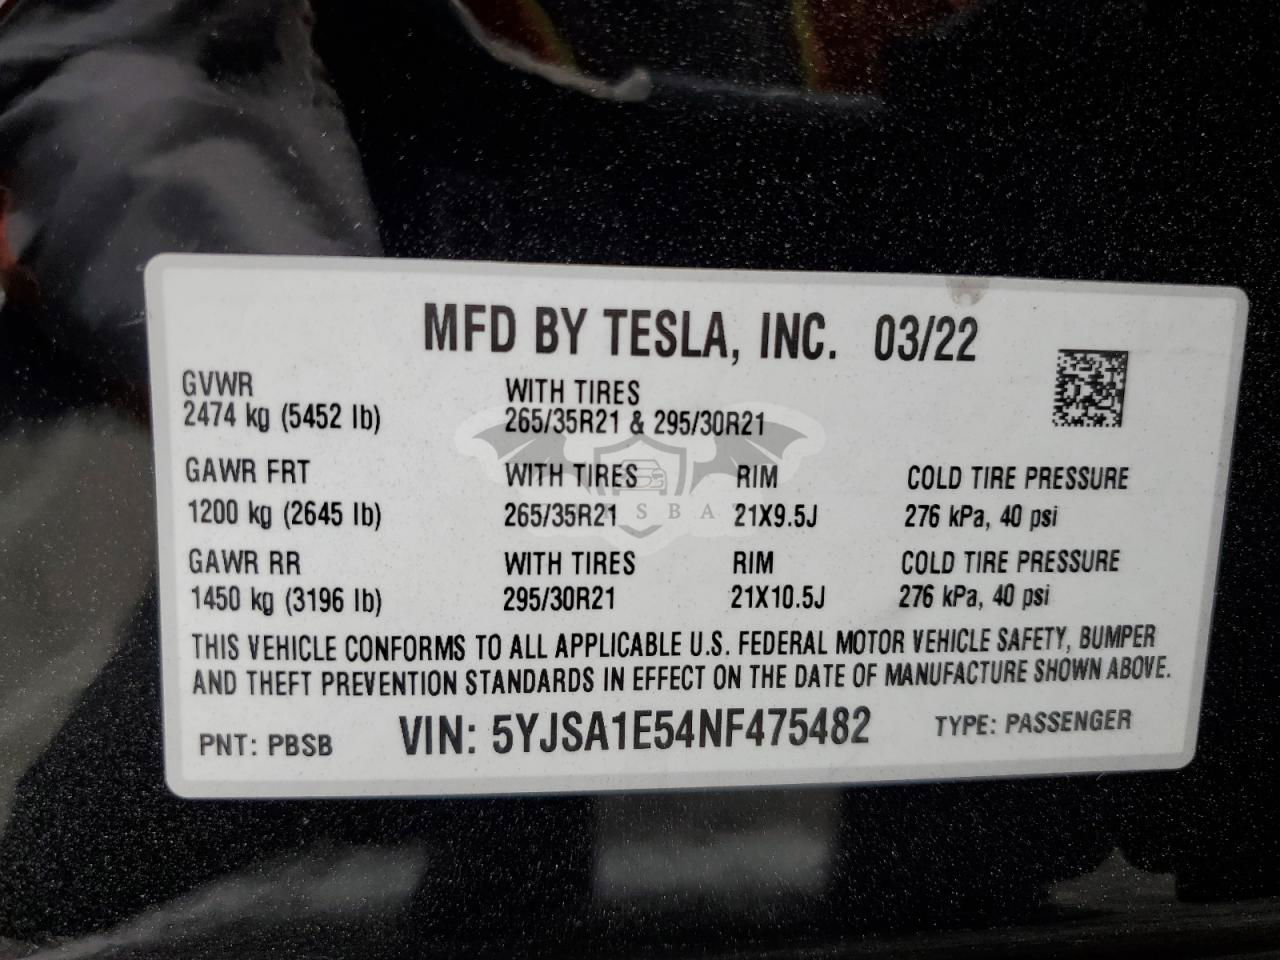 MFD BY TESLA, INC. 03/22
GVWR WITH TIRES
2474 kg (5452 lb) 265/35R21 & 295/30R21
GAWR FRT WITH TIRES RIM COLD TIRE PRESSURE
1200 kg (2645 lb) 265/35R21 21X9.5J 276 kPa, 40 psi
SBA
GAWR RR WITH TIRES RIM COLD TIRE PRESSURE
1450 kg (3196 lb) 295/30R21 21X10.5J 276 kPa, 40 psi
THIS VEHICLE CONFORMS TO ALL APPLICABLE U.S. FEDERAL MOTOR VEHICLE SAFETY, BUMPER
AND THEFT PREVENTION STANDARDS IN EFFECT ON THE DATE OF MANUFACTURE SHOWN ABOVE.
PNT: PBSB VIN: 5YJSA1E54NF475482 TYPE: PASSENGER